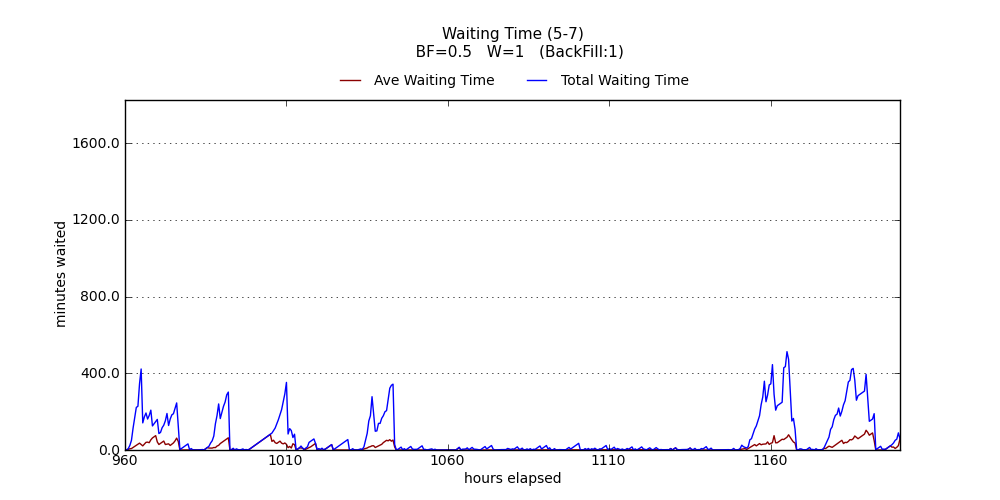 Waiting Time (5-7)
BF=0.5   W=1   (BackFill:1)
Ave Waiting Time
Total Waiting Time
1600.0
1200.0
800.0
400.0
0.0
minutes waited
960
1010
1060
1110
1160
hours elapsed